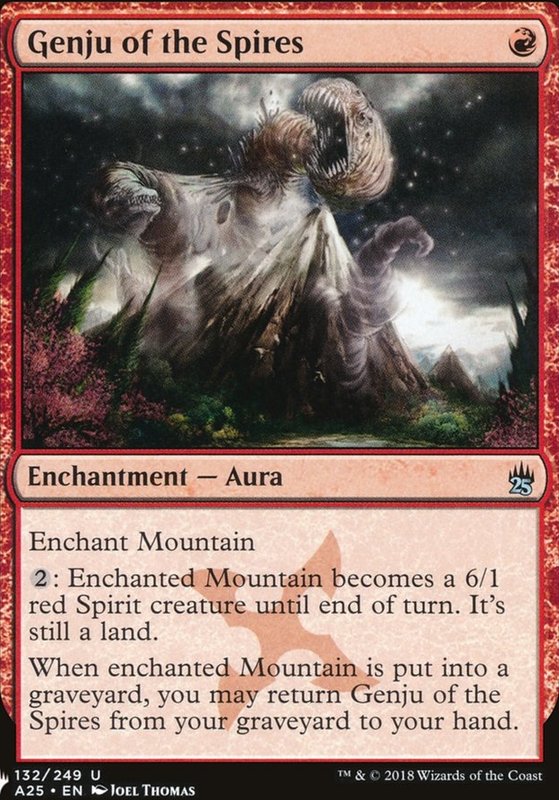 Genju of the Spires
Enchantment — Aura
25
Enchant Mountain
2: Enchanted Mountain becomes a 6/1
red Spirit creature until end of turn. It's
still a land.
When enchanted Mountain is put into a
graveyard, you may return Genju of the
Spires from your graveyard to your hand.
132/249 U
A25 • EN Joel Thomas
™ & © 2018 Wizards of the Coast